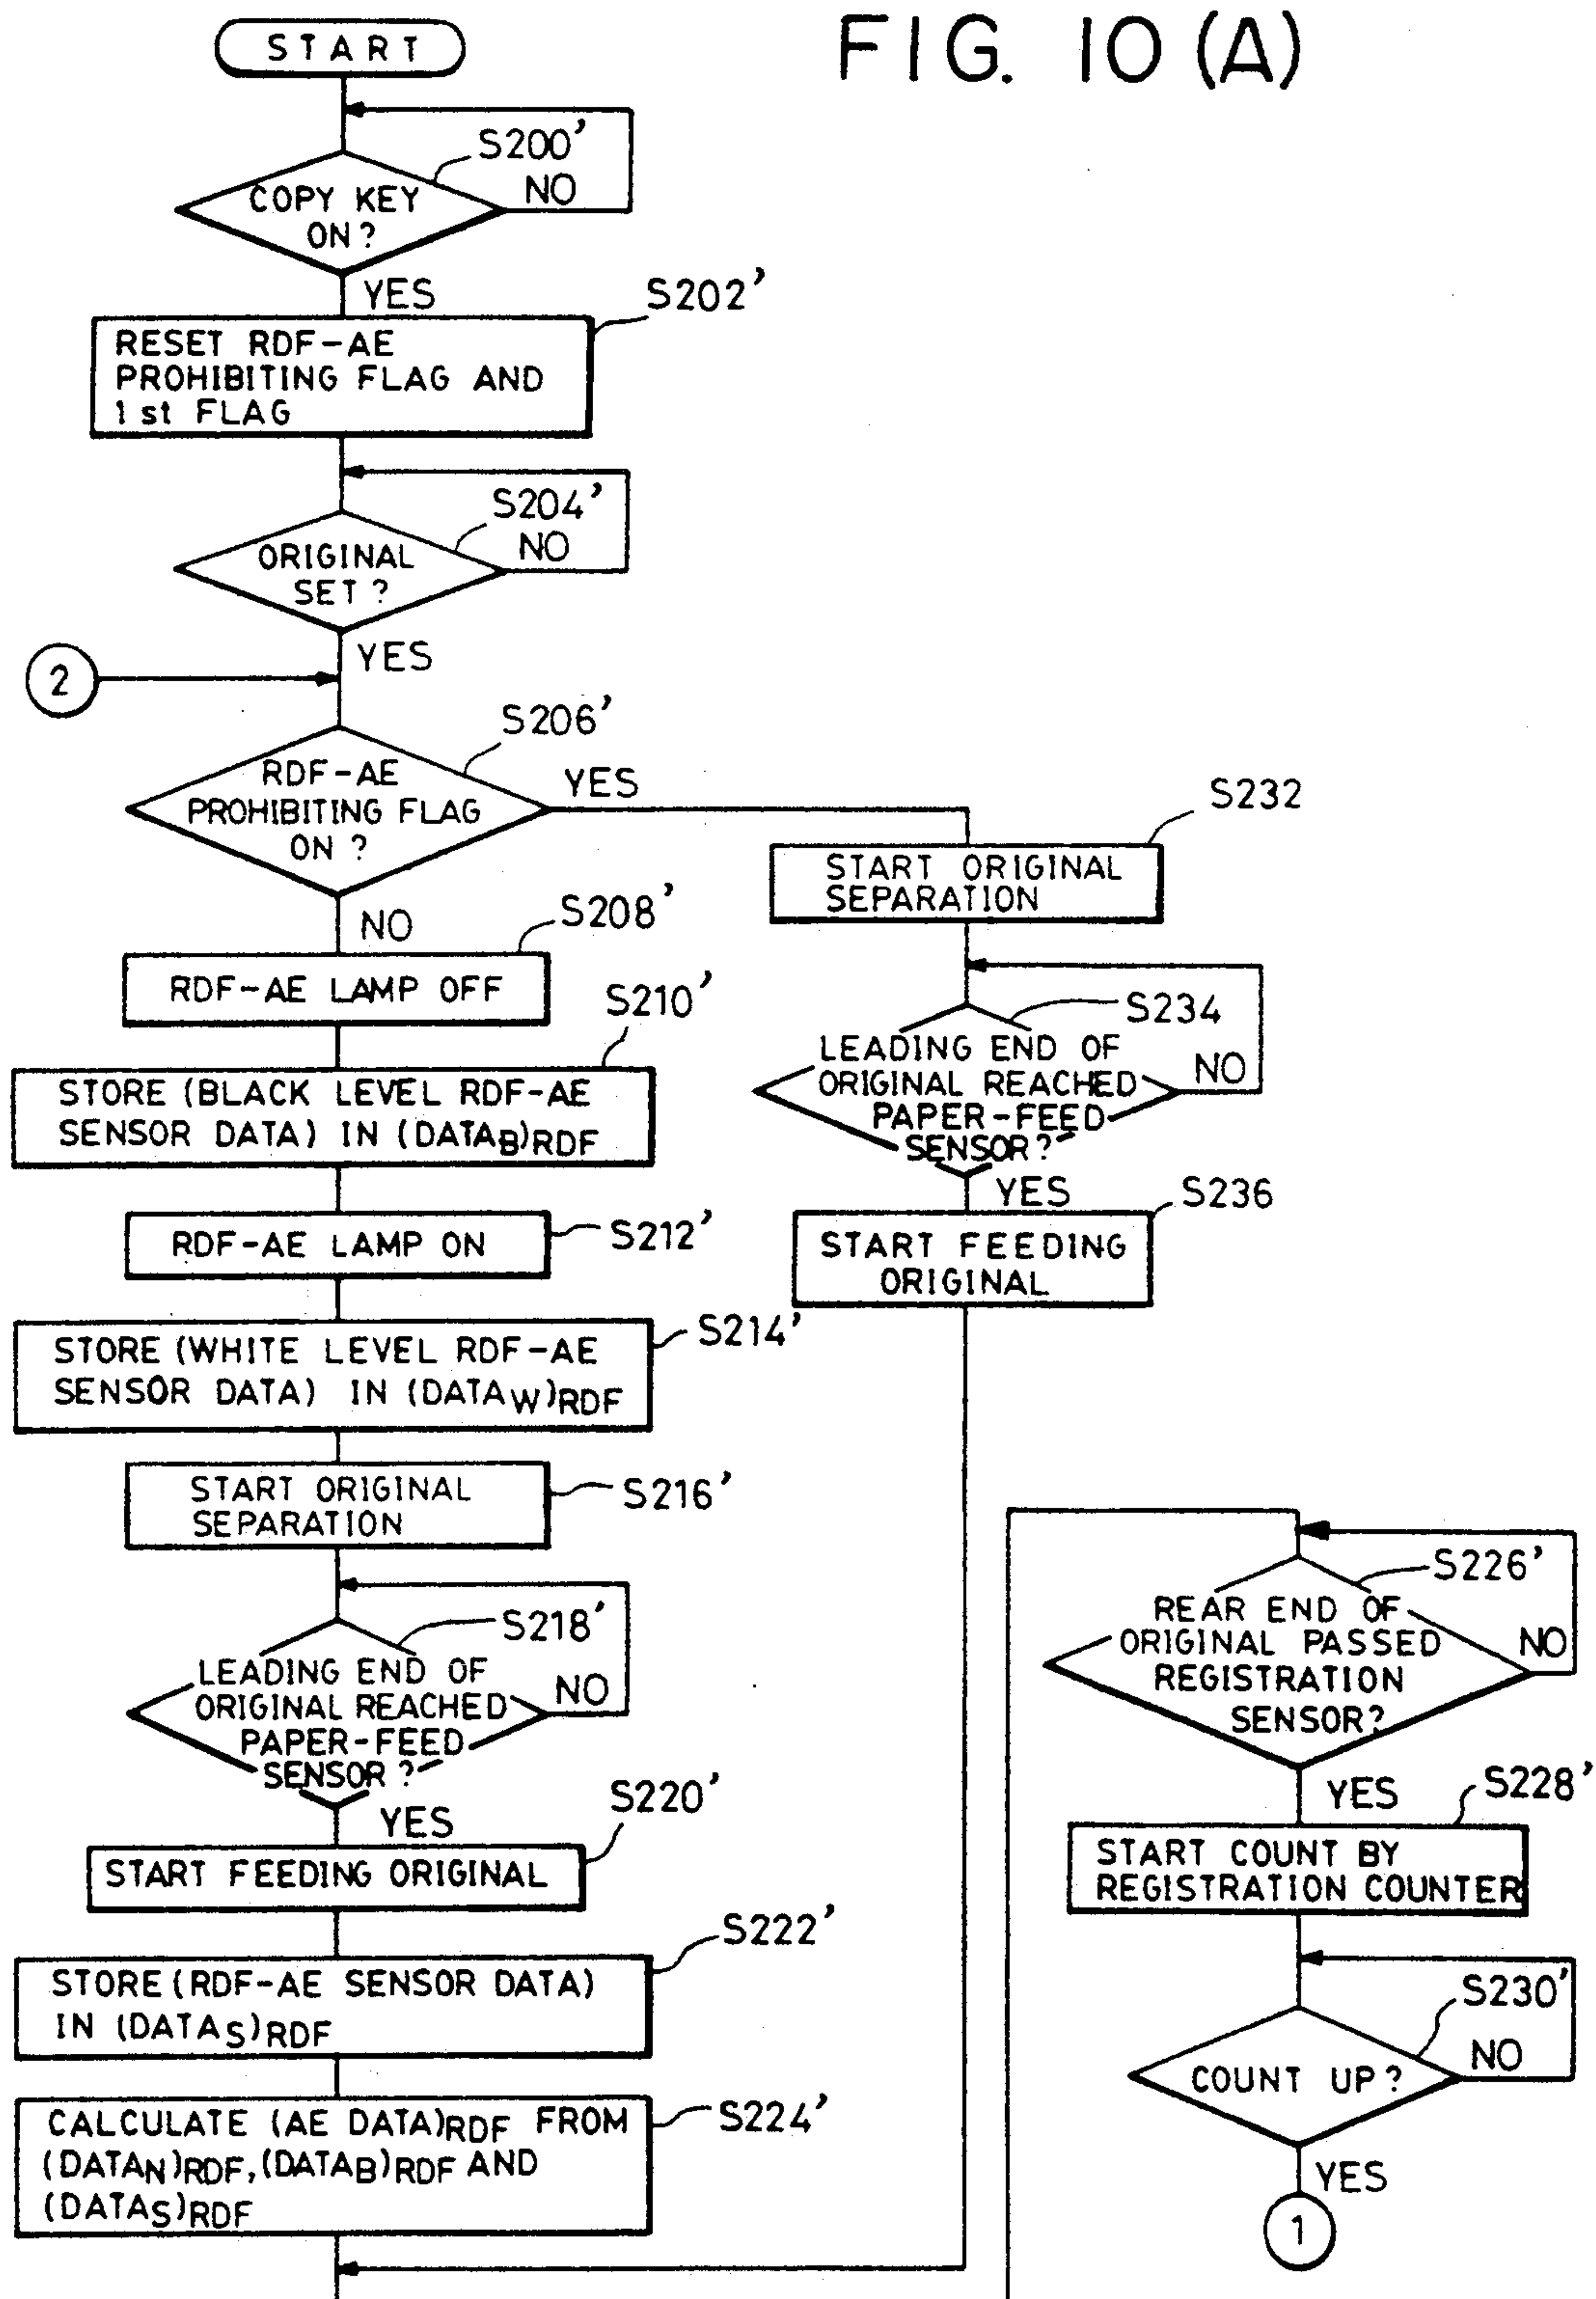 FIG. 10 (A)
START
S200'
COPY KEY
ON?
NO
YES
S202'
RESET RDF-AE
PROHIBITING FLAG AND
1st FLAG
S204'
ORIGINAL
SET?
NO
YES
2
S206'
RDF-AE
PROHIBITING FLAG
ON?
YES
NO
S208'
RDF-AE LAMP OFF
S210'
STORE (BLACK LEVEL RDF-AE
SENSOR DATA) IN (DATAB)RDF
RDF-AE LAMP ON
S212'
S214'
STORE (WHITE LEVEL RDF-AE
SENSOR DATA) IN (DATAW)RDF
START ORIGINAL
SEPARATION
S216'
S218'
LEADING END OF
ORIGINAL REACHED
PAPER-FEED
SENSOR?
NO
YES
S220'
START FEEDING ORIGINAL
S222'
STORE (RDF-AE SENSOR DATA)
IN (DATAS)RDF
S224'
CALCULATE (AE DATA)RDF FROM
(DATAN)RDF,(DATAB)RDF AND
(DATAS)RDF
S232
START ORIGINAL
SEPARATION
S234
LEADING END OF
ORIGINAL REACHED
PAPER-FEED
SENSOR?
NO
YES
S236
START FEEDING
ORIGINAL
S226'
REAR END OF
ORIGINAL PASSED
REGISTRATION
SENSOR?
NO
YES
S228'
START COUNT BY
REGISTRATION COUNTER
S230'
COUNT UP?
NO
YES
1